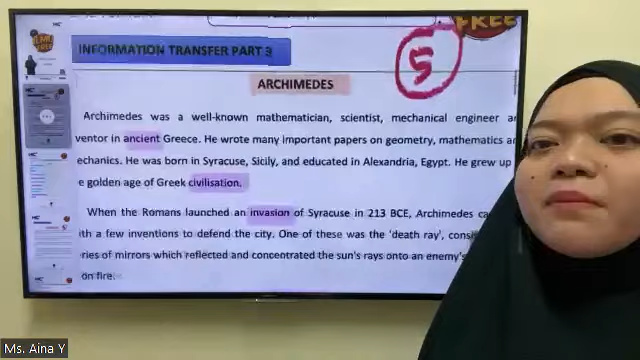 FREE
INFORMATION TRANSFER PART 3
5
ARCHIMEDES
Archimedes was a well-known mathematician, scientist, mechanical engineer
ventor in ancient Greece. He wrote many important papers on geometry, mathematics
echanics. He was born in Syracuse, Sicily, and educated in Alexandria, Egypt. He grew up
e golden age of Greek civilisation.
When the Romans launched an invasion of Syracuse in 213 BCE, Archimedes ca
th a few inventions to defend the city. One of these was the 'death ray', consi
ries of mirrors which reflected and concentrated the sun's rays onto an enemy's
on fire.
Ms. Aina Y